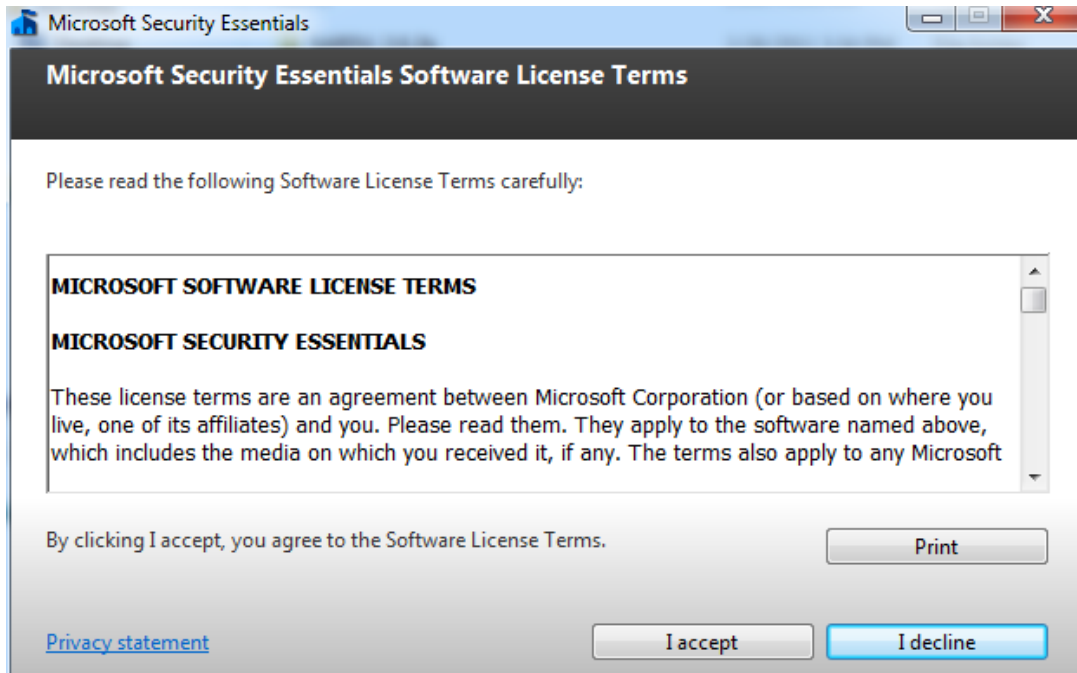 Microsoft Security Essentials
Microsoft Security Essentials Software License Terms
Please read the following Software License Terms carefully:
MICROSOFT SOFTWARE LICENSE TERMS
MICROSOFT SECURITY ESSENTIALS
These license terms are an agreement between Microsoft Corporation (or based on where you
live, one of its affiliates) and you. Please read them. They apply to the software named above,
which includes the media on which you received it, if any. The terms also apply to any Microsoft
By clicking I accept, you agree to the Software License Terms.
Print
Privacy statement
I accept
I decline